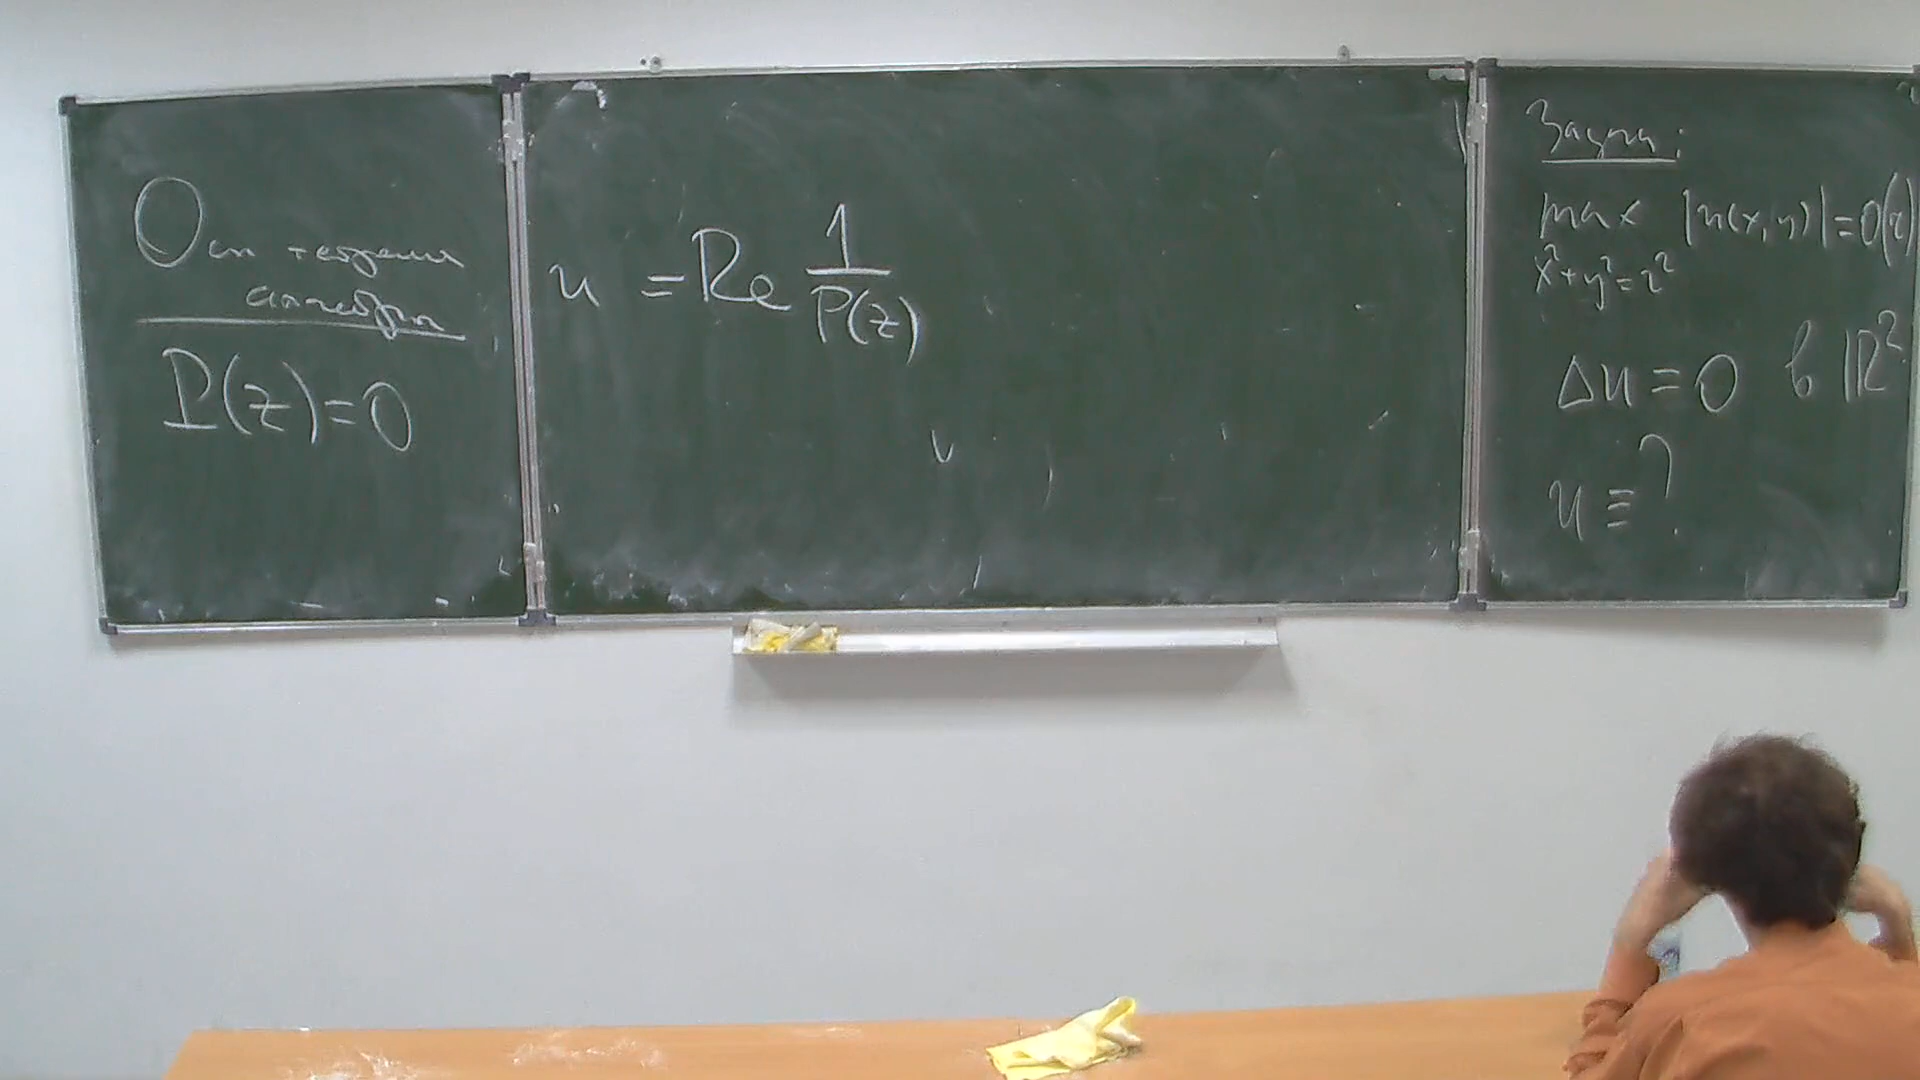 Осн теорема
алгебры
P(z)=0
u = Re 1/P(z)
Задача:
max |u(x,y)|=O(r)
x²+y²=r²
Δu=0 в ℝ²
u≡?